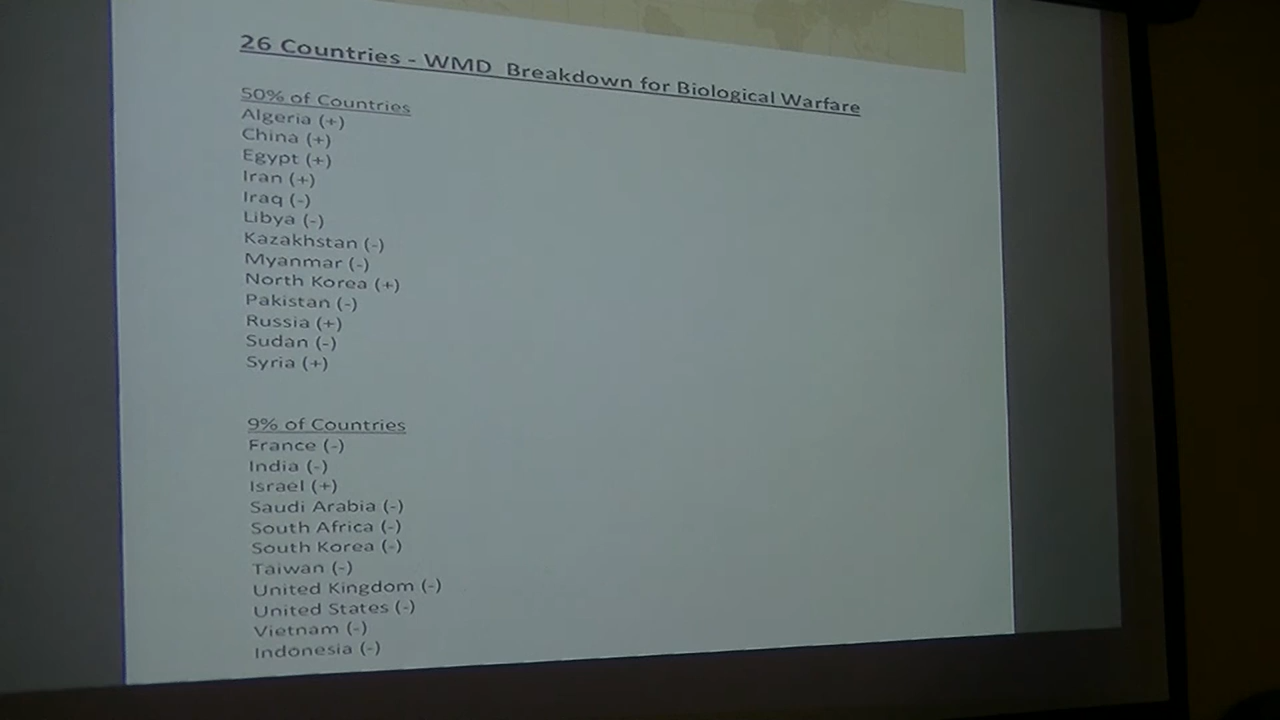 26 Countries - WMD Breakdown for Biological Warfare
50% of Countries
Algeria (+)
China (+)
Egypt (+)
Iran (+)
Iraq (-)
Libya (-)
Kazakhstan (-)
Myanmar (-)
North Korea (+)
Pakistan (-)
Russia (+)
Sudan (-)
Syria (+)
9% of Countries
France (-)
India (-)
Israel (+)
Saudi Arabia (-)
South Africa (-)
South Korea (-)
Taiwan (-)
United Kingdom (-)
United States (-)
Vietnam (-)
Indonesia (-)